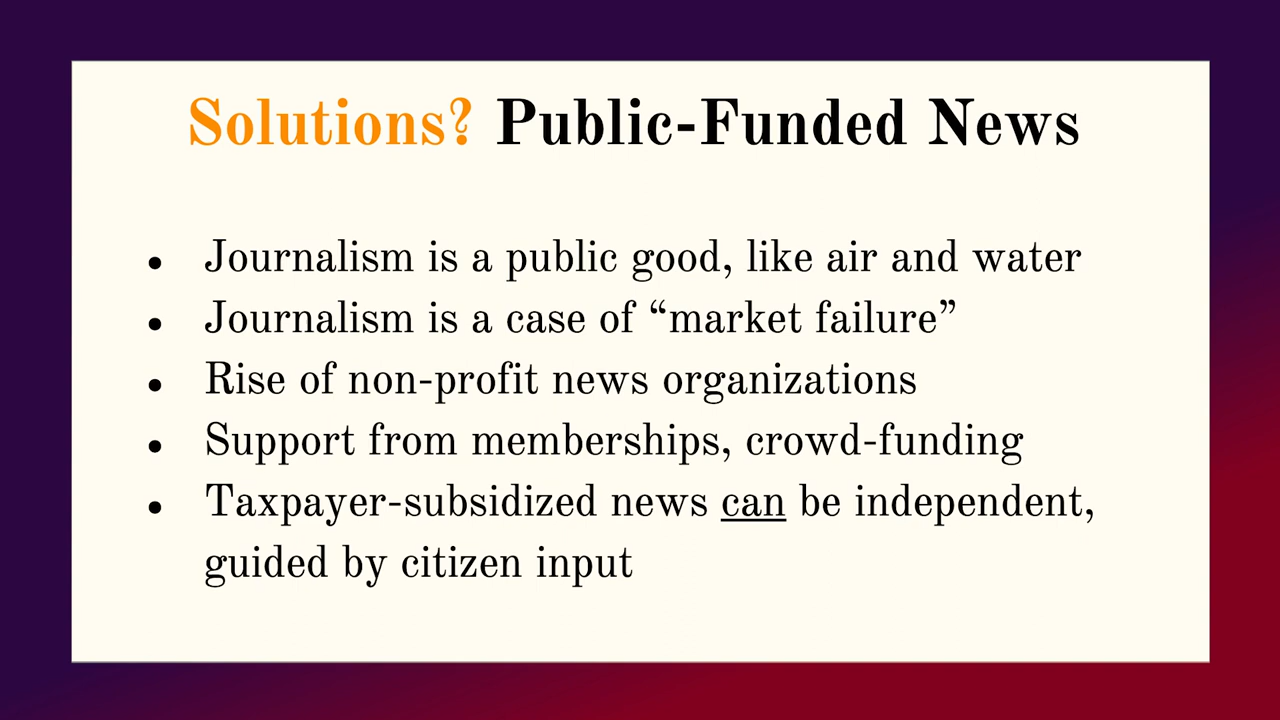 Solutions? Public-Funded News
● Journalism is a public good, like air and water
● Journalism is a case of “market failure”
● Rise of non-profit news organizations
● Support from memberships, crowd-funding
● Taxpayer-subsidized news can be independent,
guided by citizen input